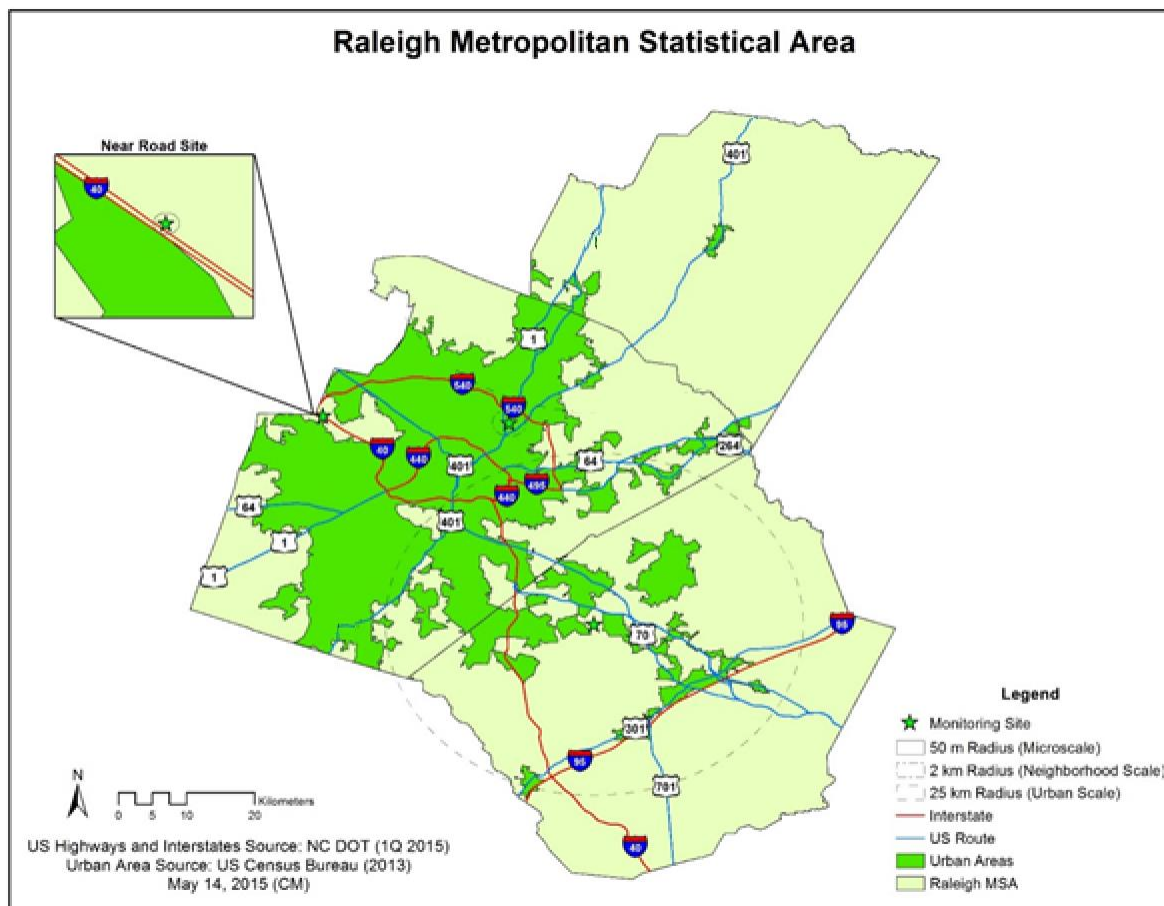 Raleigh Metropolitan Statistical Area
Near Road Site
40
401
1
540
540
40
440
401
64
264
495
440
401
64
1
1
70
95
301
95
701
40
N
0 5 10 20 Kilometers
US Highways and Interstates Source: NC DOT (1Q 2015)
Urban Area Source: US Census Bureau (2013)
May 14, 2015 (CM)
Legend
Monitoring Site
50 m Radius (Microscale)
2 km Radius (Neighborhood Scale)
25 km Radius (Urban Scale)
Interstate
US Route
Urban Areas
Raleigh MSA